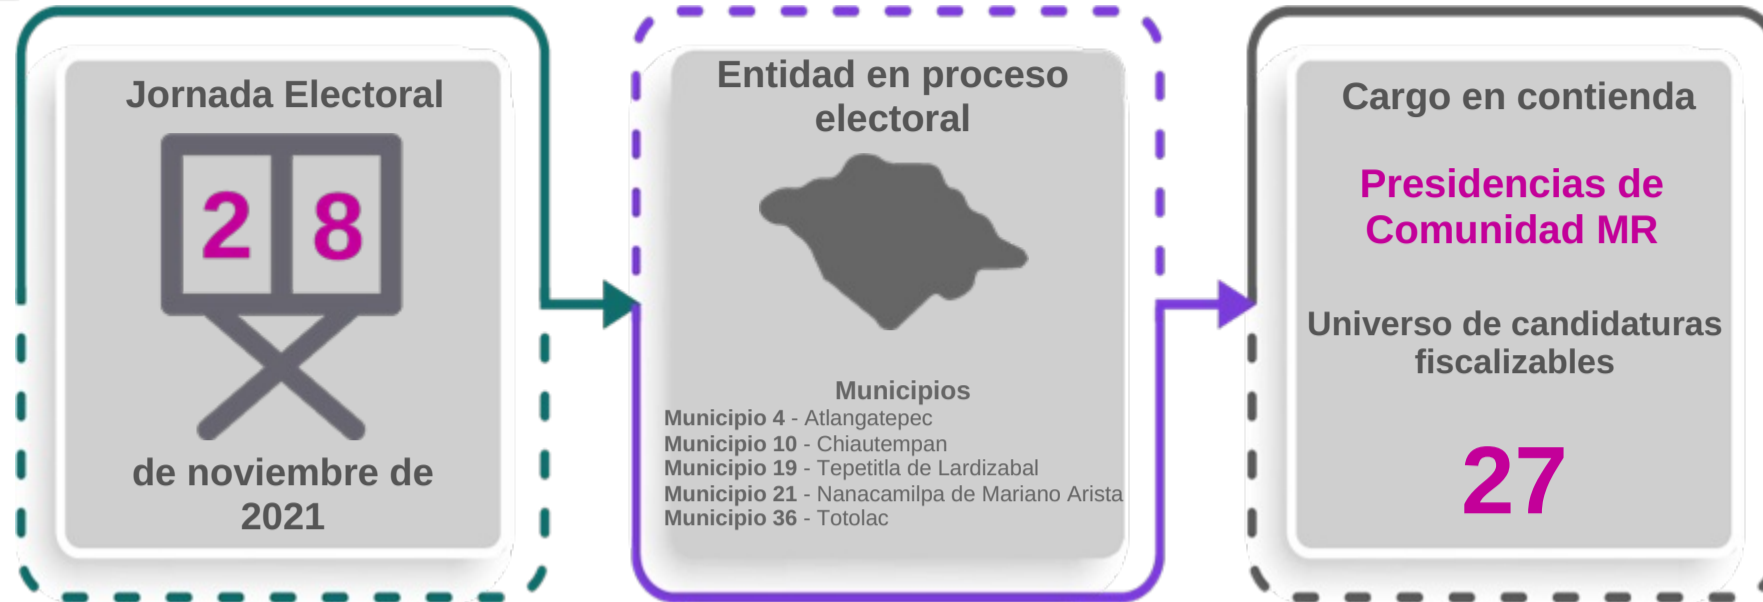 Jornada Electoral
2 8
de noviembre de
2021
Entidad en proceso
electoral
Municipios
Municipio 4 - Atlangatepec
Municipio 10 - Chiautempan
Municipio 19 - Tepetitla de Lardizabal
Municipio 21 - Nanacamilpa de Mariano Arista
Municipio 36 - Totolac
Cargo en contienda
Presidencias de
Comunidad MR
Universo de candidaturas
fiscalizables
27